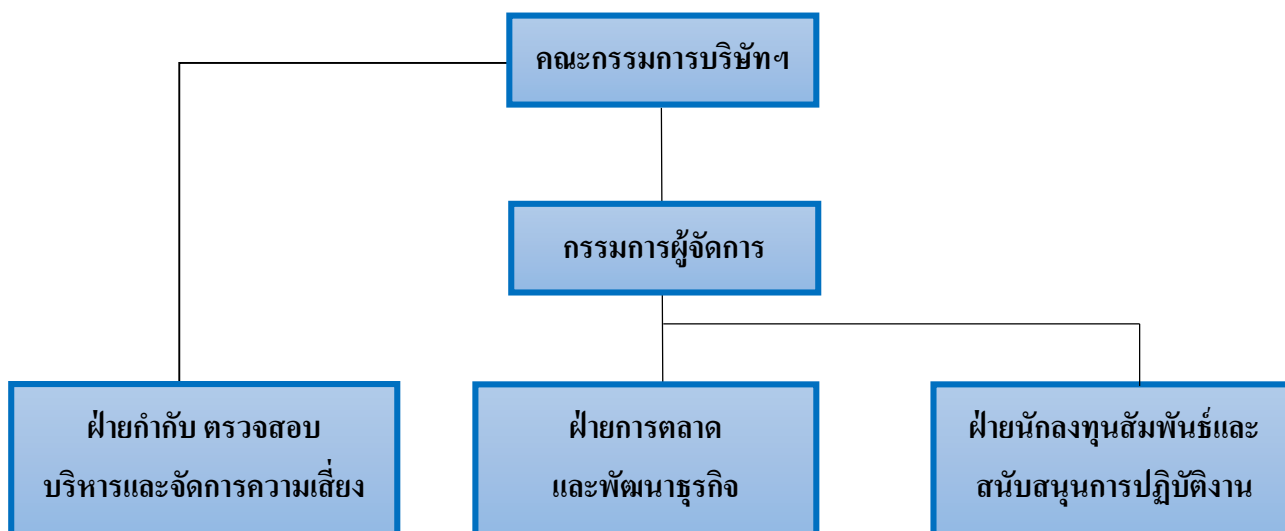 คณะกรรมการบริษัทฯ
กรรมการผู้จัดการ
ฝ่ายกำกับ ตรวจสอบ
บริหารและจัดการความเสี่ยง
ฝ่ายการตลาด
และพัฒนาธุรกิจ
ฝ่ายนักลงทุนสัมพันธ์และ
สนับสนุนการปฏิบัติงาน